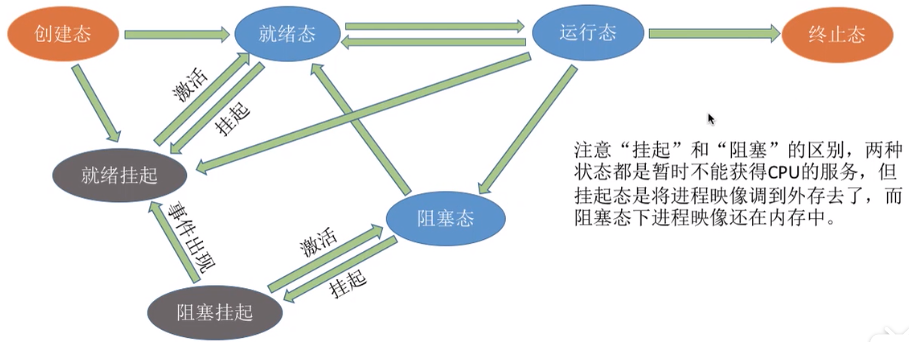 创建态
就绪态
运行态
终止态
激活
挂起
就绪挂起
注意“挂起”和“阻塞”的区别，两种
状态都是暂时不能获得CPU的服务，但
挂起态是将进程映像调到外存去了，而
阻塞态下进程映像还在内存中。
阻塞态
事件出现
激活
挂起
阻塞挂起